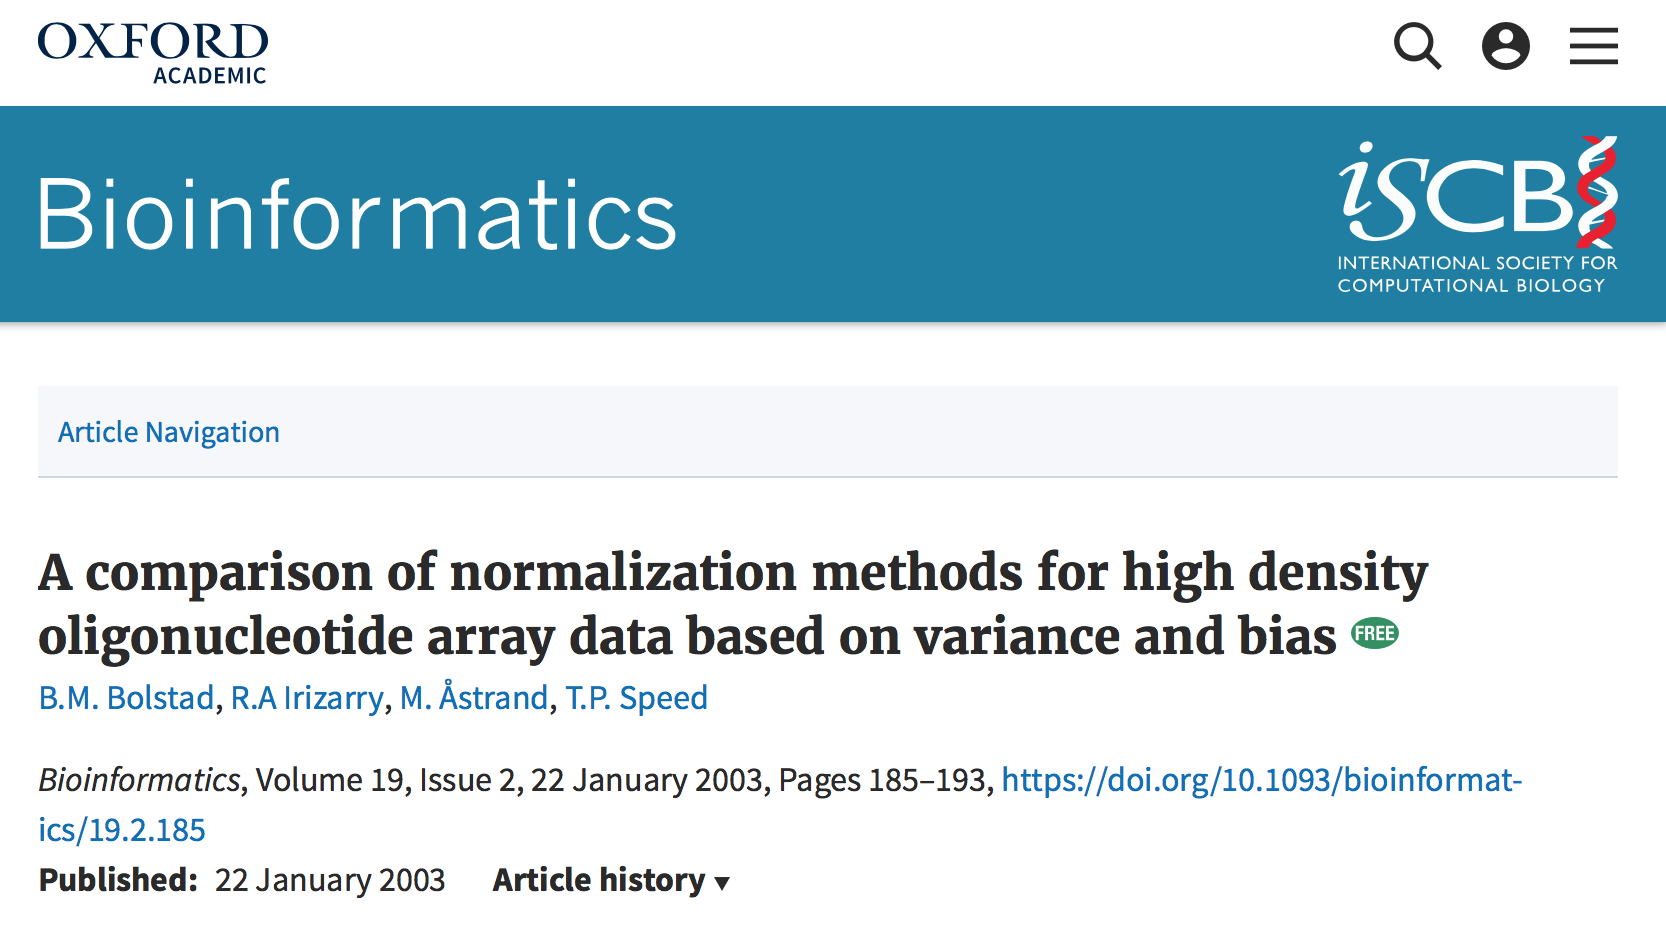 OXFORD
ACADEMIC
Bioinformatics
iSCB
INTERNATIONAL SOCIETY FOR
COMPUTATIONAL BIOLOGY
Article Navigation
A comparison of normalization methods for high density
oligonucleotide array data based on variance and bias FREE
B.M. Bolstad, R.A Irizarry, M. Åstrand, T.P. Speed
Bioinformatics, Volume 19, Issue 2, 22 January 2003, Pages 185–193, https://doi.org/10.1093/bioinformat-
ics/19.2.185
Published: 22 January 2003 Article history ▾